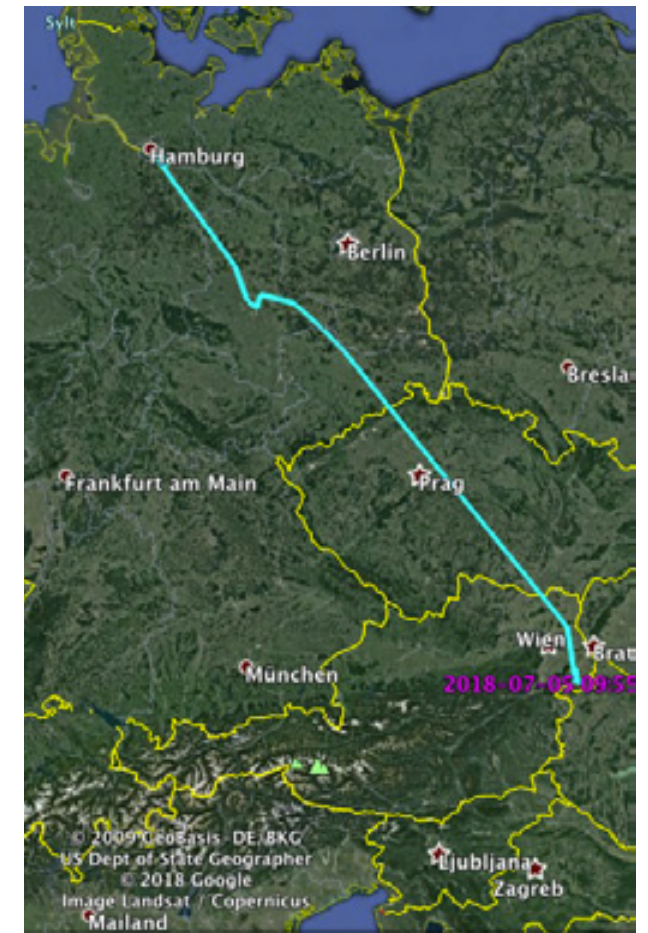 Sylt
Hamburg
Berlin
Bresla
Frankfurt am Main
Prag
Wien
Brat
München
2018-07-05 09:55
© 2009 GeoBasis-DE/BKG
US Dept of State Geographer
© 2018 Google
Image Landsat / Copernicus
Ljubljana
Zagreb
Mailand